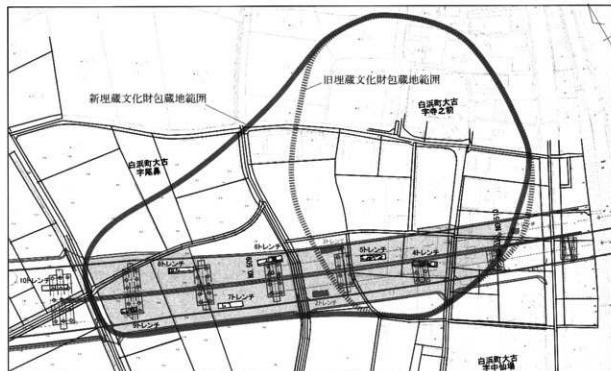 旧埋蔵文化財包蔵地範囲
新埋蔵文化財包蔵地範囲
白浜町大古
字寺之前
白浜町大古
字尾鼻
6トレンチ
5トレンチ
4トレンチ
8トレンチ
10トレンチ
7トレンチ
2トレンチ
9トレンチ
白浜町大古
字中仙場